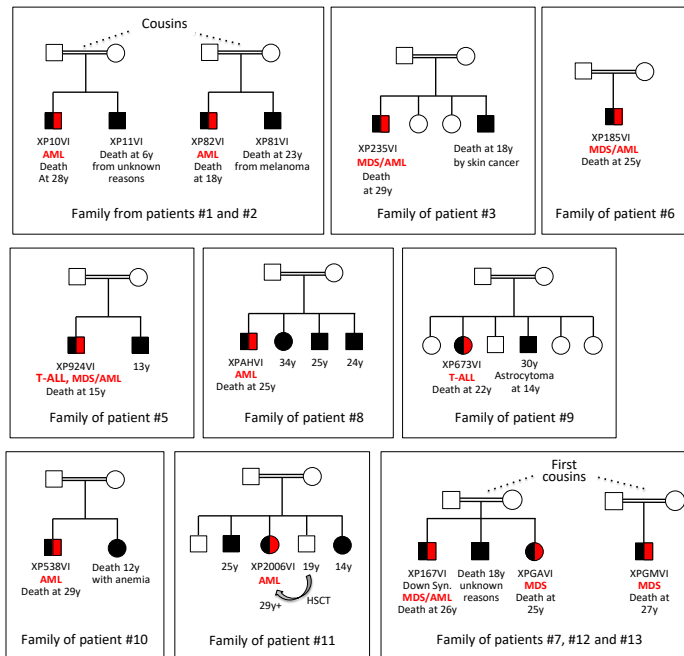 Cousins
XP10VI
AML
Death
At 28y
XP11VI
Death at 6y
from unknown
reasons
XP82VI
AML
Death
at 18y
XP81VI
Death at 23y
from melanoma
Family from patients #1 and #2
XP235VI
MDS/AML
Death
at 29y
Death at 18y
by skin cancer
Family of patient #3
XP185VI
MDS/AML
Death at 25y
Family of patient #6
XP924VI
T-ALL, MDS/AML
Death at 15y
13y
Family of patient #5
XPAHVI
AML
Death at 25y
34y
25y
24y
Family of patient #8
XP673VI
T-ALL
Death at 22y
30y
Astrocytoma
at 14y
Family of patient #9
XP538VI
AML
Death at 29y
Death 12y
with anemia
Family of patient #10
25y
XP2006VI
AML
29y+
19y
HSCT
14y
Family of patient #11
First
cousins
XP167VI
Down Syn.
MDS/AML
Death at 26y
Death 18y
unknown
reasons
XPGAVI
MDS
Death at
25y
XPGMVI
MDS
Death at
27y
Family of patients #7, #12 and #13